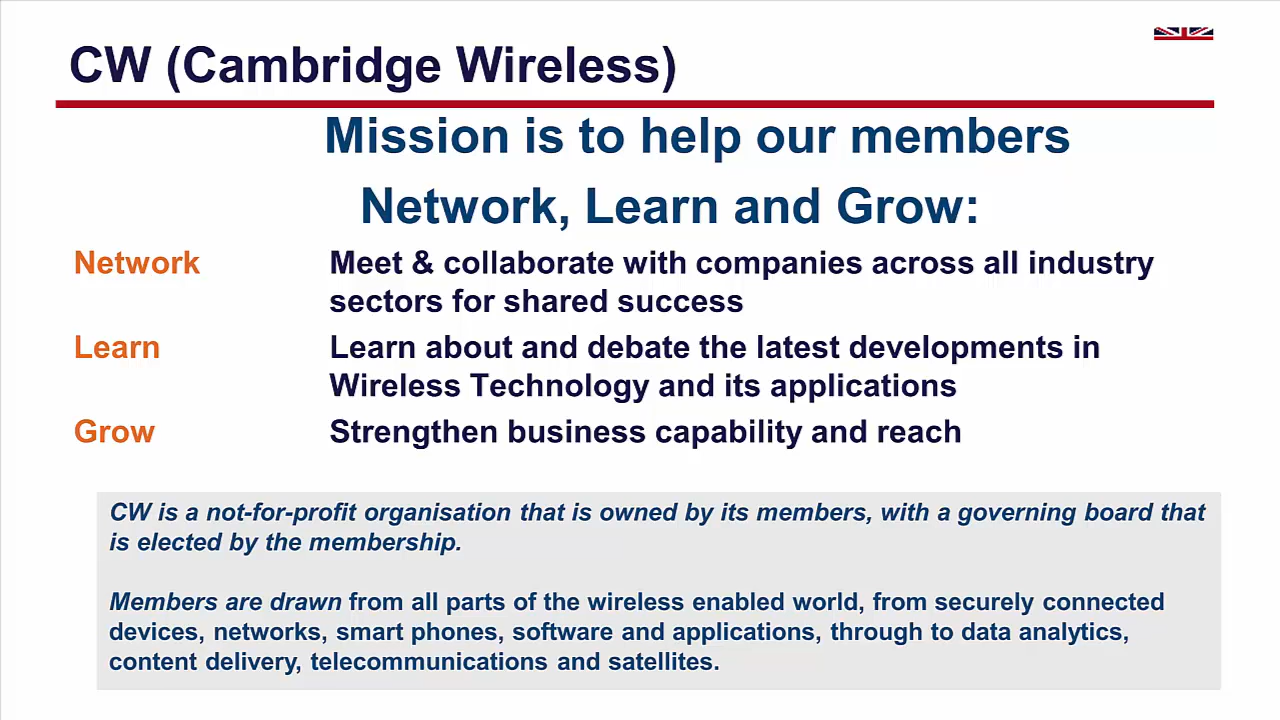 CW (Cambridge Wireless)
Mission is to help our members
Network, Learn and Grow:
Network Meet & collaborate with companies across all industry
sectors for shared success
Learn Learn about and debate the latest developments in
Wireless Technology and its applications
Grow Strengthen business capability and reach
CW is a not-for-profit organisation that is owned by its members, with a governing board that
is elected by the membership.
Members are drawn from all parts of the wireless enabled world, from securely connected
devices, networks, smart phones, software and applications, through to data analytics,
content delivery, telecommunications and satellites.